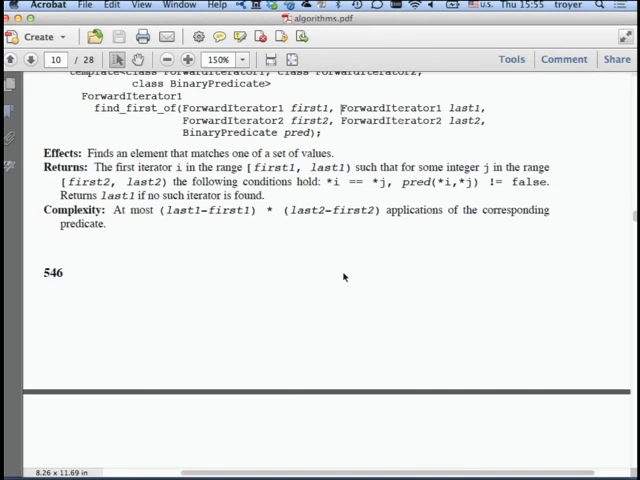 Acrobat File Edit View Window Help U.S. Thu 15:55 troyer
algorithms.pdf
Create
10 / 28 150% Tools Comment Share
template<class ForwardIterator1, class ForwardIterator2,
class BinaryPredicate>
ForwardIterator1
find_first_of(ForwardIterator1 first1, ForwardIterator1 last1,
ForwardIterator2 first2, ForwardIterator2 last2,
BinaryPredicate pred);
Effects: Finds an element that matches one of a set of values.
Returns: The first iterator i in the range [first1, last1) such that for some integer j in the range
[first2, last2) the following conditions hold: *i == *j, pred(*i,*j) != false.
Returns last1 if no such iterator is found.
Complexity: At most (last1-first1) * (last2-first2) applications of the corresponding
predicate.
546
8.26 x 11.69 in